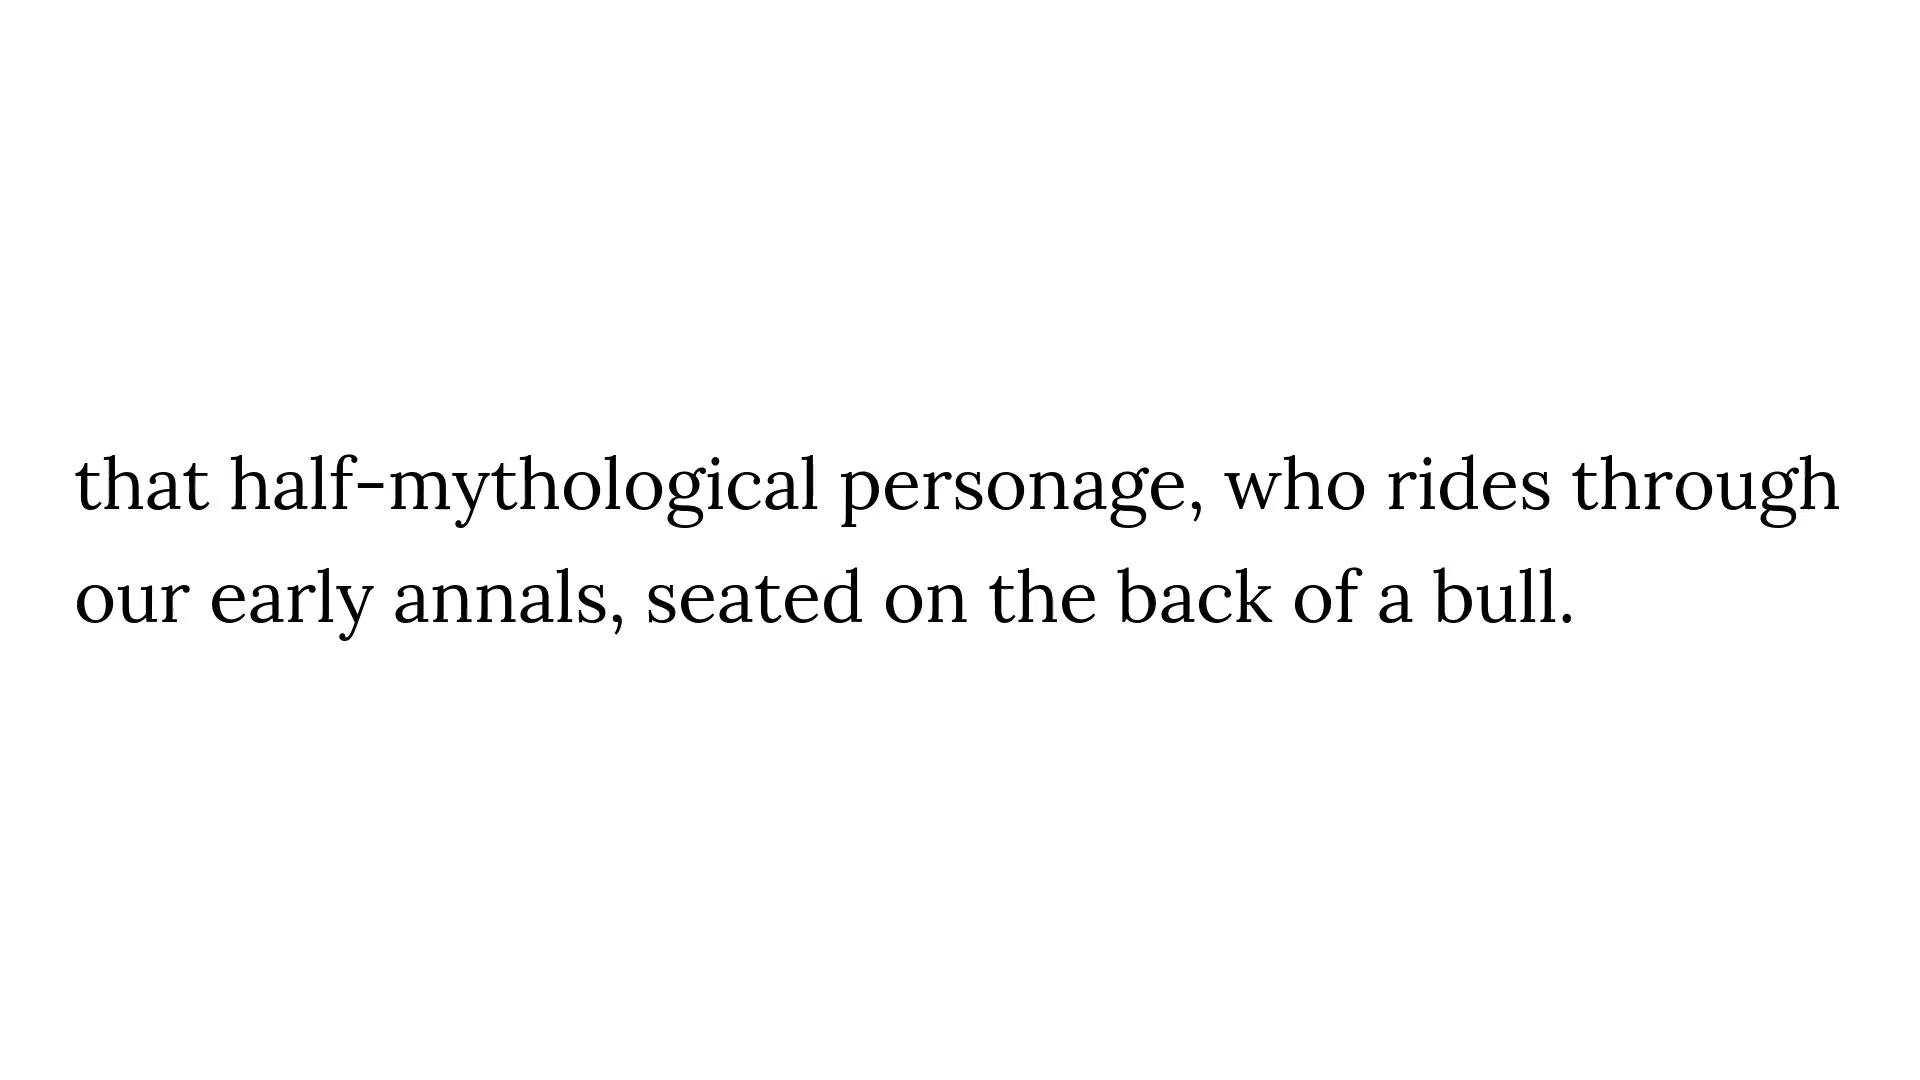 that half-mythological personage, who rides through
our early annals, seated on the back of a bull.